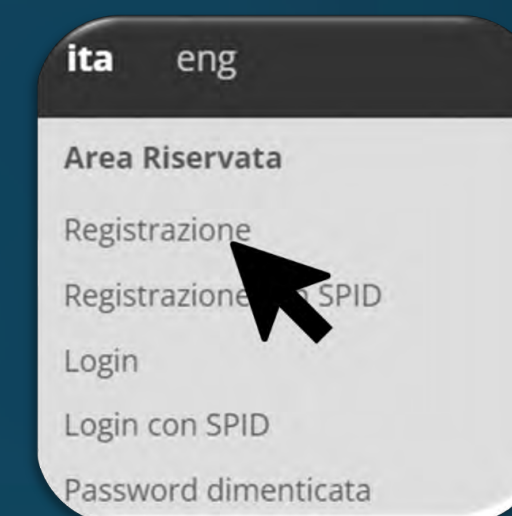 ita eng
Area Riservata
Registrazione
Registrazione SPID
Login
Login con SPID
Password dimenticata